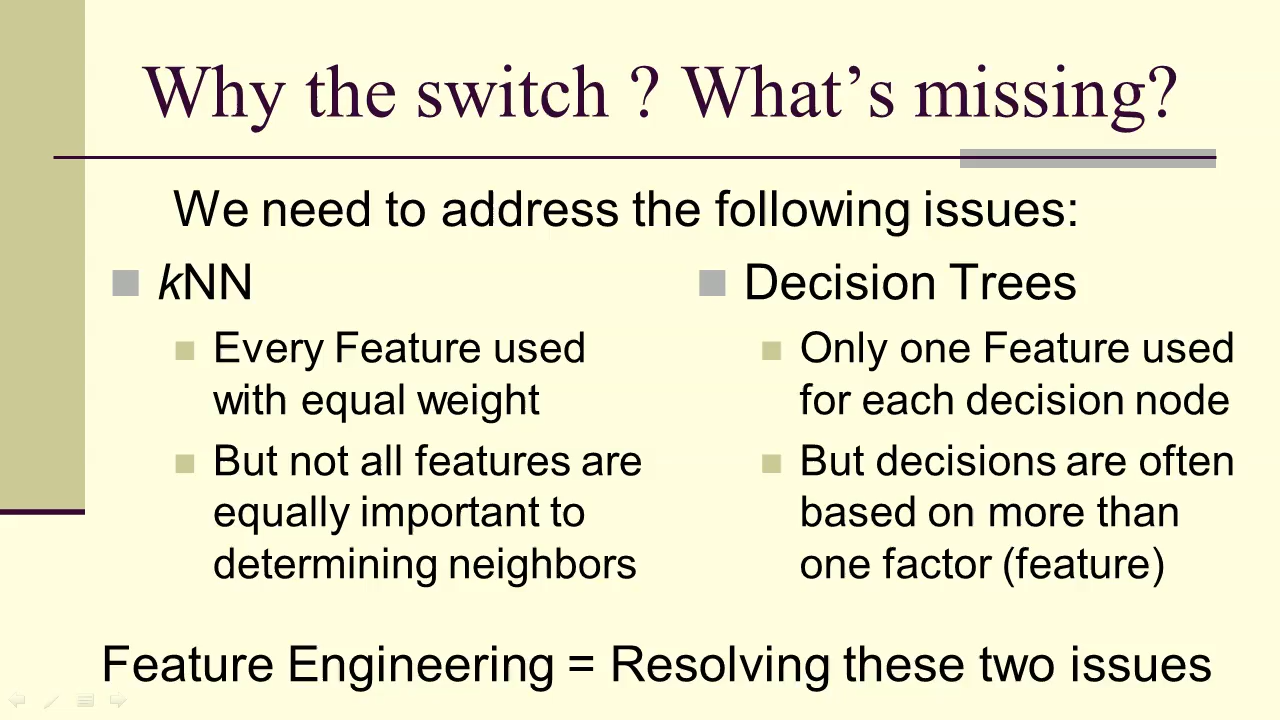 Why the switch ? What’s missing?
We need to address the following issues:
kNN
Every Feature used
with equal weight
But not all features are
equally important to
determining neighbors
Decision Trees
Only one Feature used
for each decision node
But decisions are often
based on more than
one factor (feature)
Feature Engineering = Resolving these two issues